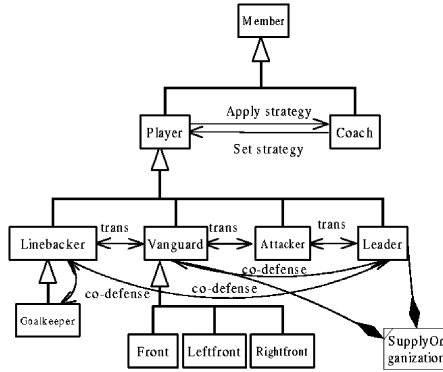 Member
Apply strategy
Player
Coach
Set strategy
trans
trans
trans
Linebacker
Vanguard
Attacker
Leader
co-defense
co-defense
co-defense
Goalkeeper
Front
Leftfront
Rightfront
SupplyOr
ganization